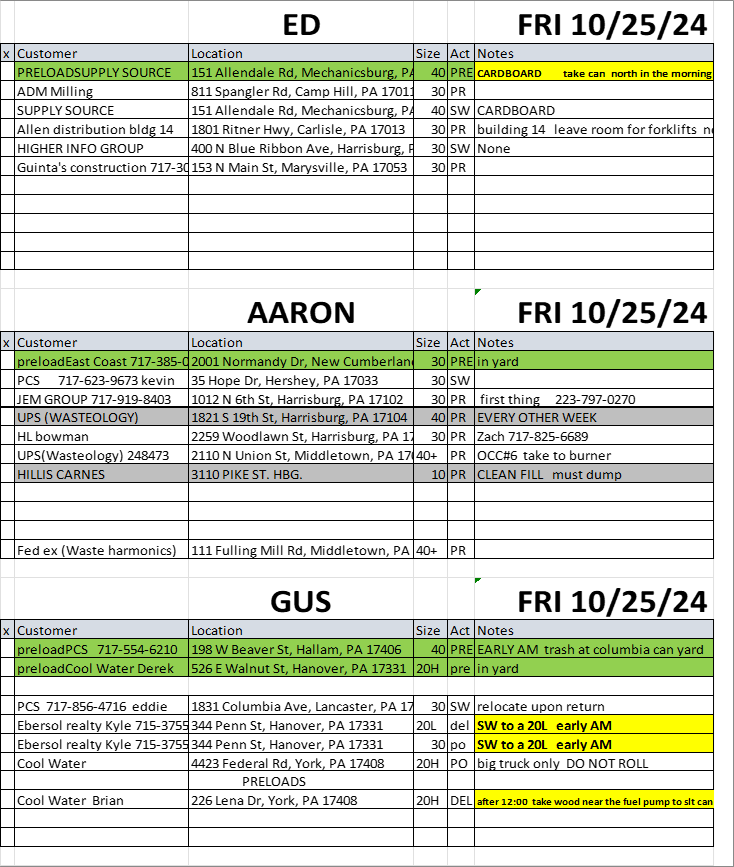 ED FRI 10/25/24
x Customer Location Size Act Notes
PRELOADSUPPLY SOURCE 151 Allendale Rd, Mechanicsburg, PA 40 PRE CARDBOARD take can north in the morning
ADM Milling 811 Spangler Rd, Camp Hill, PA 17011 30 PR
SUPPLY SOURCE 151 Allendale Rd, Mechanicsburg, PA 40 SW CARDBOARD
Allen distribution bldg 14 1801 Ritner Hwy, Carlisle, PA 17013 30 PR building 14 leave room for forklifts
HIGHER INFO GROUP 400 N Blue Ribbon Ave, Harrisburg, P 30 SW None
Guinta's construction 717-30 153 N Main St, Marysville, PA 17053 30 PR
AARON FRI 10/25/24
x Customer Location Size Act Notes
preloadEast Coast 717-385-0 2001 Normandy Dr, New Cumberland 30 PRE in yard
PCS 717-623-9673 kevin 35 Hope Dr, Hershey, PA 17033 30 SW
JEM GROUP 717-919-8403 1012 N 6th St, Harrisburg, PA 17102 30 PR first thing 223-797-0270
UPS (WASTEOLOGY) 1821 S 19th St, Harrisburg, PA 17104 40 PR EVERY OTHER WEEK
HL bowman 2259 Woodlawn St, Harrisburg, PA 17 30 PR Zach 717-825-6689
UPS(Wasteology) 248473 2110 N Union St, Middletown, PA 170 40+ PR OCC#6 take to burner
HILLIS CARNES 3110 PIKE ST. HBG. 10 PR CLEAN FILL must dump
Fed ex (Waste harmonics) 111 Fulling Mill Rd, Middletown, PA 40+ PR
GUS FRI 10/25/24
x Customer Location Size Act Notes
preloadPCS 717-554-6210 198 W Beaver St, Hallam, PA 17406 40 PRE EARLY AM trash at columbia can yard
preloadCool Water Derek 526 E Walnut St, Hanover, PA 17331 20H pre in yard
PCS 717-856-4716 eddie 1831 Columbia Ave, Lancaster, PA 17 30 SW relocate upon return
Ebersol realty Kyle 715-3755 344 Penn St, Hanover, PA 17331 20L del SW to a 20L early AM
Ebersol realty Kyle 715-3755 344 Penn St, Hanover, PA 17331 30 po SW to a 20L early AM
Cool Water 4423 Federal Rd, York, PA 17408 20H PO big truck only DO NOT ROLL
PRELOADS
Cool Water Brian 226 Lena Dr, York, PA 17408 20H DEL after 12:00 take wood near the fuel pump to slt can